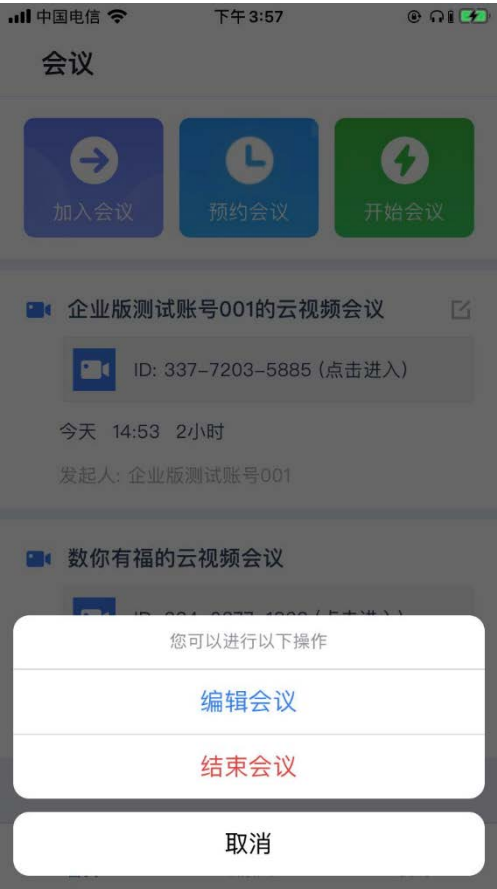 中国电信 下午3:57
会议
加入会议 预约会议 开始会议
企业版测试账号001的云视频会议
ID: 337-7203-5885 (点击进入)
今天 14:53 2小时
发起人: 企业版测试账号001
数你有福的云视频会议
您可以进行以下操作
编辑会议
结束会议
取消